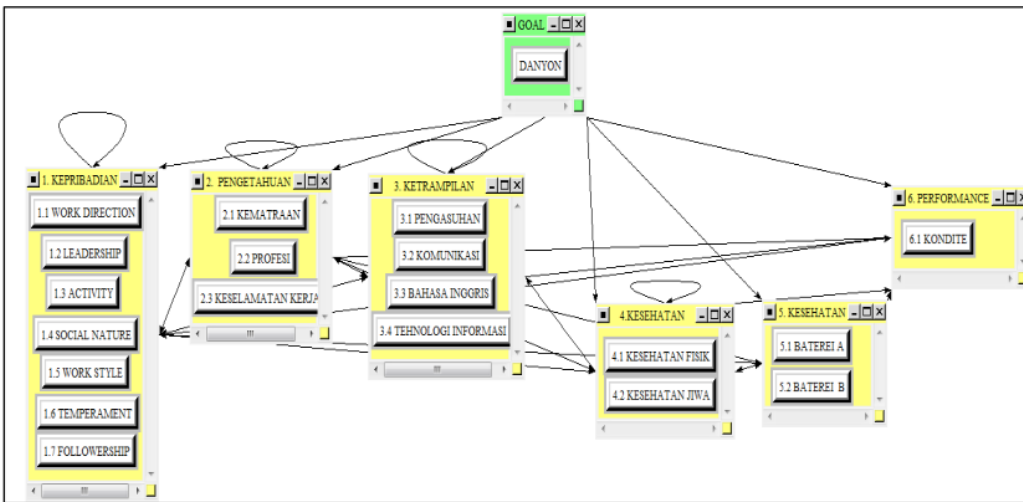 GOAL
DANYON
1. KEPRIBADIAN
1.1 WORK DIRECTION
1.2 LEADERSHIP
1.3 ACTIVITY
1.4 SOCIAL NATURE
1.5 WORK STYLE
1.6 TEMPERAMENT
1.7 FOLLOWERSHIP
2. PENGETAHUAN
2.1 KEMATRAAN
2.2 PROFESI
2.3 KESELAMATAN KERJA
3. KETRAMPILAN
3.1 PENGASUHAN
3.2 KOMUNIKASI
3.3 BAHASA INGGRIS
3.4 TEHNOLOGI INFORMASI
4.KESEHATAN
4.1 KESEHATAN FISIK
4.2 KESEHATAN JIWA
5. KESEHATAN
5.1 BATEREI A
5.2 BATEREI B
6. PERFORMANCE
6.1 KONDITE